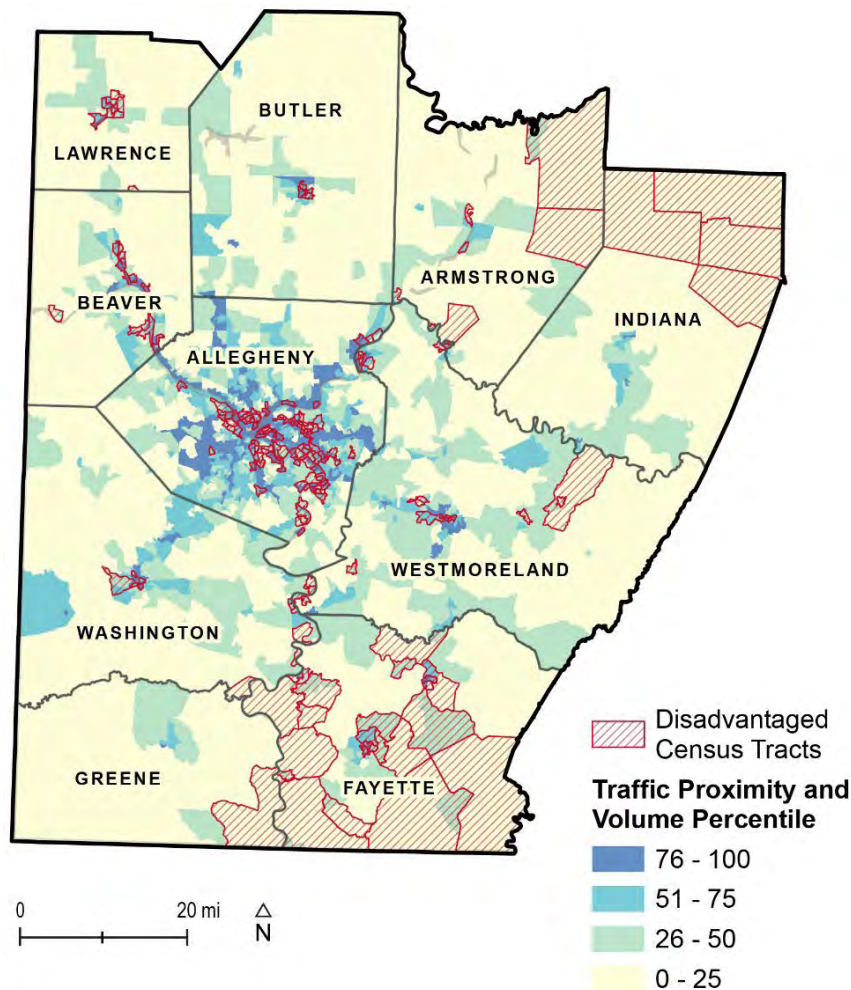 BUTLER
LAWRENCE
ARMSTRONG
BEAVER
INDIANA
ALLEGHENY
WESTMORELAND
WASHINGTON
GREENE
FAYETTE
Disadvantaged
Census Tracts
Traffic Proximity and
Volume Percentile
76 - 100
51 - 75
26 - 50
0 - 25
0 20 mi
N